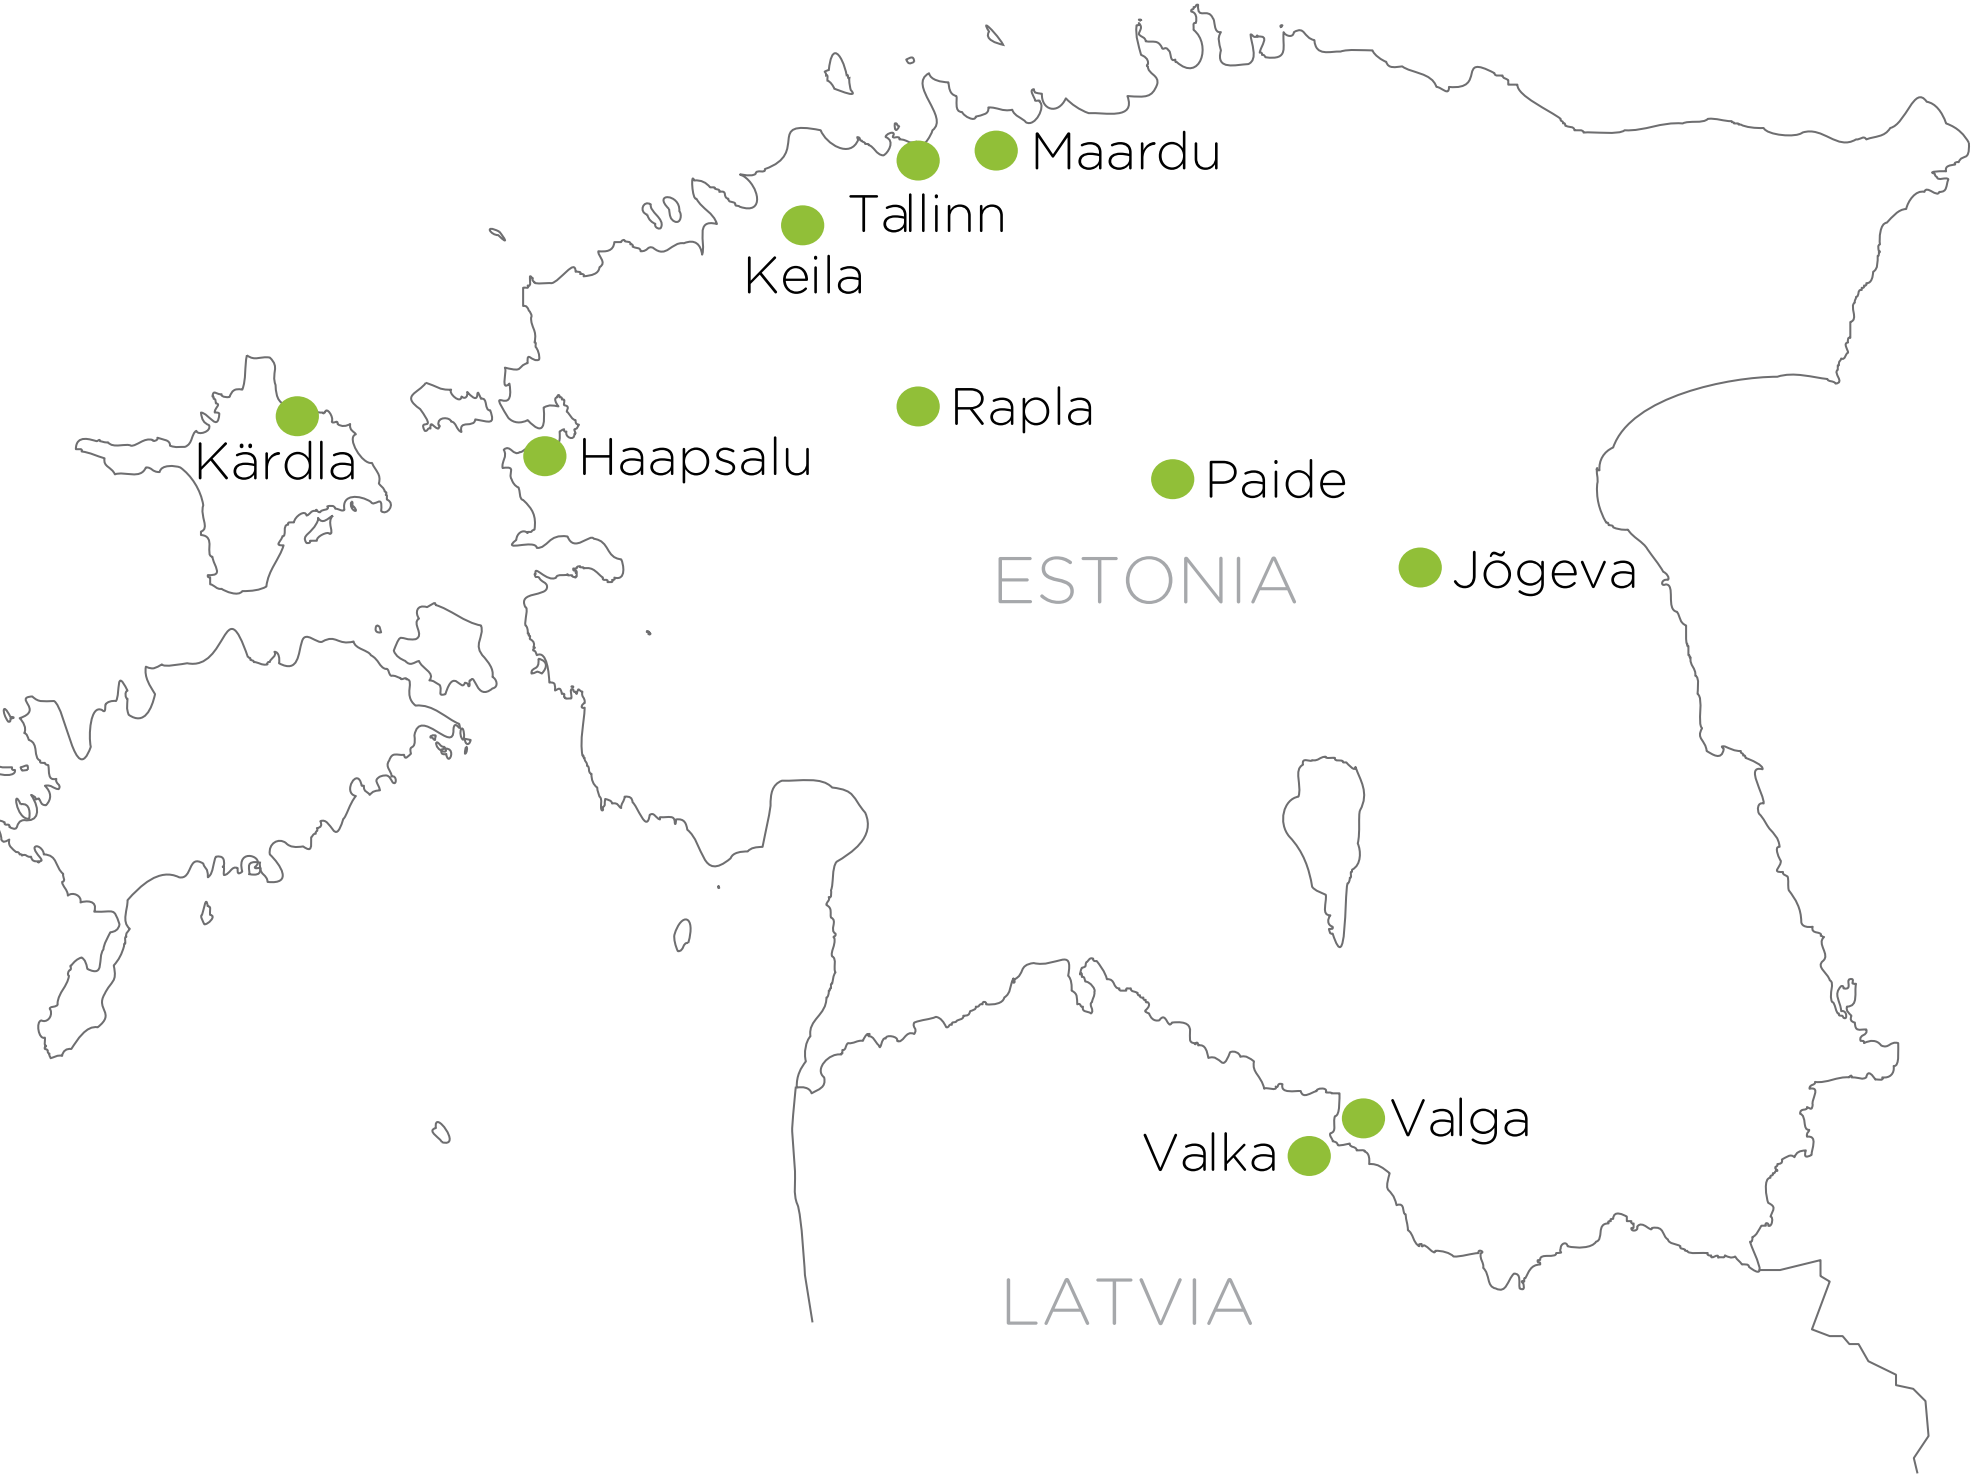 Maardu
Tallinn
Keila
Rapla
Kärdla
Haapsalu
Paide
ESTONIA
Jõgeva
Valga
Valka
LATVIA